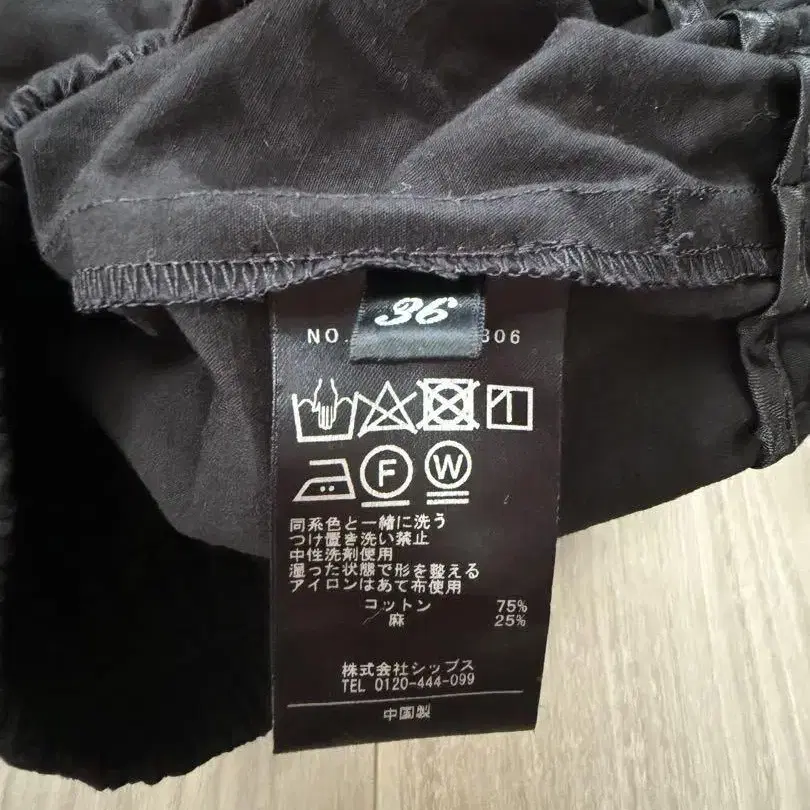 36
NO. 306
F W
同系色と一緒に洗う
つけ置き洗い禁止
中性洗剤使用
湿った状態で形を整える
アイロンはあて布使用
コットン 75%
麻 25%
株式会社シップス
TEL 0120-444-099
中国製